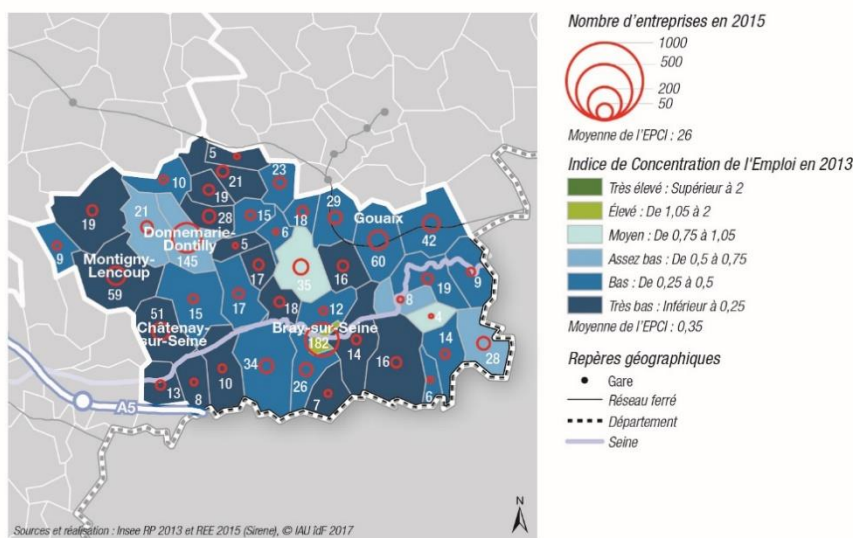 Nombre d'entreprises en 2015
1000
500
200
50
Moyenne de l'EPCI : 26
Indice de Concentration de l'Emploi en 2013
Très élevé : Supérieur à 2
Élevé : De 1,05 à 2
Moyen : De 0,75 à 1,05
Assez bas : De 0,5 à 0,75
Bas : De 0,25 à 0,5
Très bas : Inférieur à 0,25
Moyenne de l'EPCI : 0,35
Repères géographiques
Gare
Réseau ferré
Département
Seine
5
10
21
23
19
19
21
28
15
18
29
Gouaix
42
Donnemarie-
Dontilly
145
6
5
60
9
Montigny-
Lencoup
59
17
35
16
19
9
51
15
17
18
12
8
4
Châtenay-
sur-Seine
Bray-sur-Seine
182
14
14
28
34
26
16
13
8
10
7
6
A5
N
Sources et réalisation : Insee RP 2013 et REE 2015 (Sirene), © IAU îdF 2017